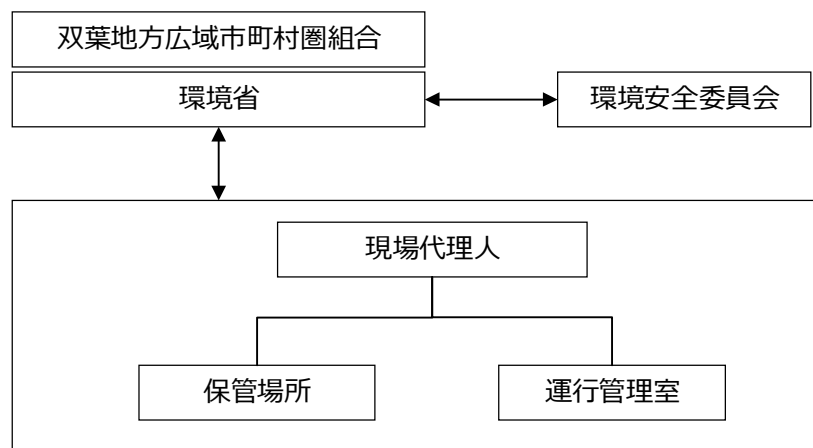 双葉地方広域市町村圏組合
環境省
環境安全委員会
現場代理人
保管場所
運行管理室